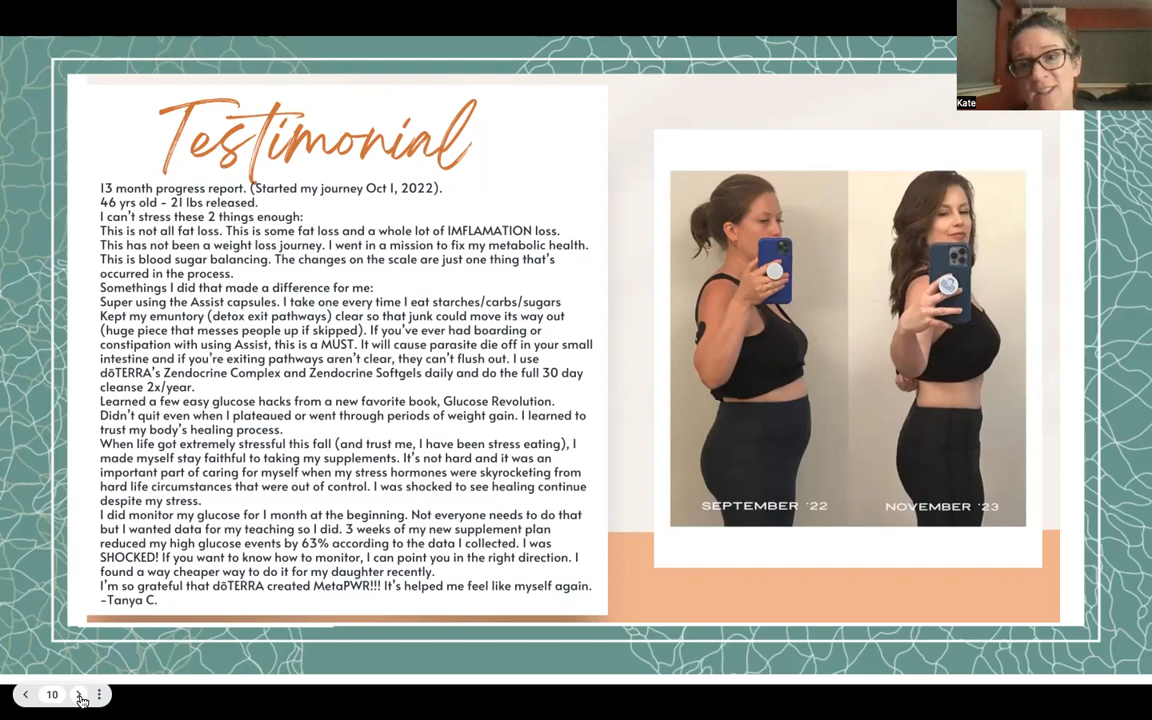 Kate
Testimonial
13 month progress report. (Started my journey Oct 1, 2022).
46 yrs old - 21 lbs released.
I can't stress these 2 things enough:
This is not all fat loss. This is some fat loss and a whole lot of IMFLAMATION loss.
This has not been a weight loss journey. I went in a mission to fix my metabolic health.
This is blood sugar balancing. The changes on the scale are just one thing that's
occurred in the process.
Somethings I did that made a difference for me:
Super using the Assist capsules. I take one every time I eat starches/carbs/sugars
Kept my emuntory (detox exit pathways) clear so that junk could move its way out
(huge piece that messes people up if skipped). If you've ever had boarding or
constipation with using Assist, this is a MUST. It will cause parasite die off in your small
intestine and if you're exiting pathways aren't clear, they can't flush out. I use
dōTERRA's Zendocrine Complex and Zendocrine Softgels daily and do the full 30 day
cleanse 2x/year.
Learned a few easy glucose hacks from a new favorite book, Glucose Revolution.
Didn't quit even when I plateaued or went through periods of weight gain. I learned to
trust my body's healing process.
When life got extremely stressful this fall (and trust me, I have been stress eating), I
made myself stay faithful to taking my supplements. It's not hard and it was an
important part of caring for myself when my stress hormones were skyrocketing from
hard life circumstances that were out of control. I was shocked to see healing continue
despite my stress.
I did monitor my glucose for 1 month at the beginning. Not everyone needs to do that
but I wanted data for my teaching so I did. 3 weeks of my new supplement plan
reduced my high glucose events by 63% according to the data I collected. I was
SHOCKED! If you want to know how to monitor, I can point you in the right direction. I
found a way cheaper way to do it for my daughter recently.
I'm so grateful that dōTERRA created MetaPWR!!! It's helped me feel like myself again.
-Tanya C.
SEPTEMBER '22
NOVEMBER '23
10